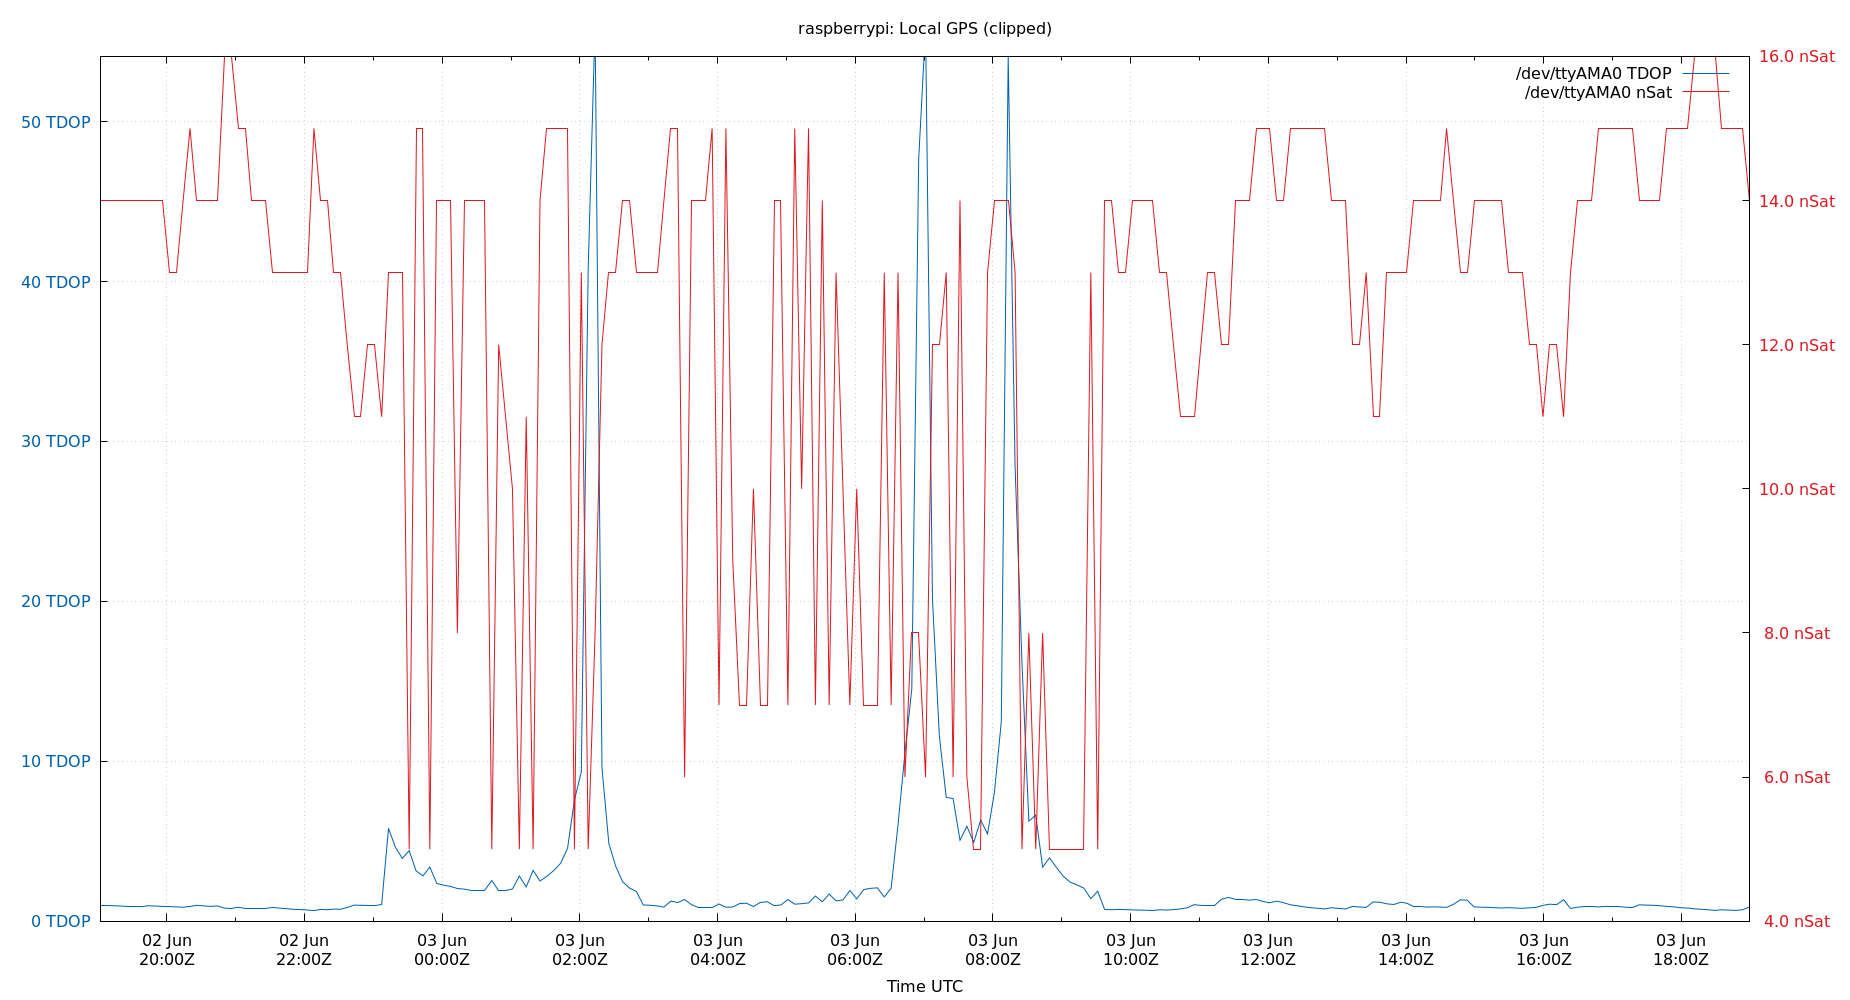 raspberrypi: Local GPS (clipped)
/dev/ttyAMA0 TDOP
/dev/ttyAMA0 nSat
50 TDOP
40 TDOP
30 TDOP
20 TDOP
10 TDOP
0 TDOP
16.0 nSat
14.0 nSat
12.0 nSat
10.0 nSat
8.0 nSat
6.0 nSat
4.0 nSat
02 Jun
20:00Z
02 Jun
22:00Z
03 Jun
00:00Z
03 Jun
02:00Z
03 Jun
04:00Z
03 Jun
06:00Z
03 Jun
08:00Z
03 Jun
10:00Z
03 Jun
12:00Z
03 Jun
14:00Z
03 Jun
16:00Z
03 Jun
18:00Z
Time UTC